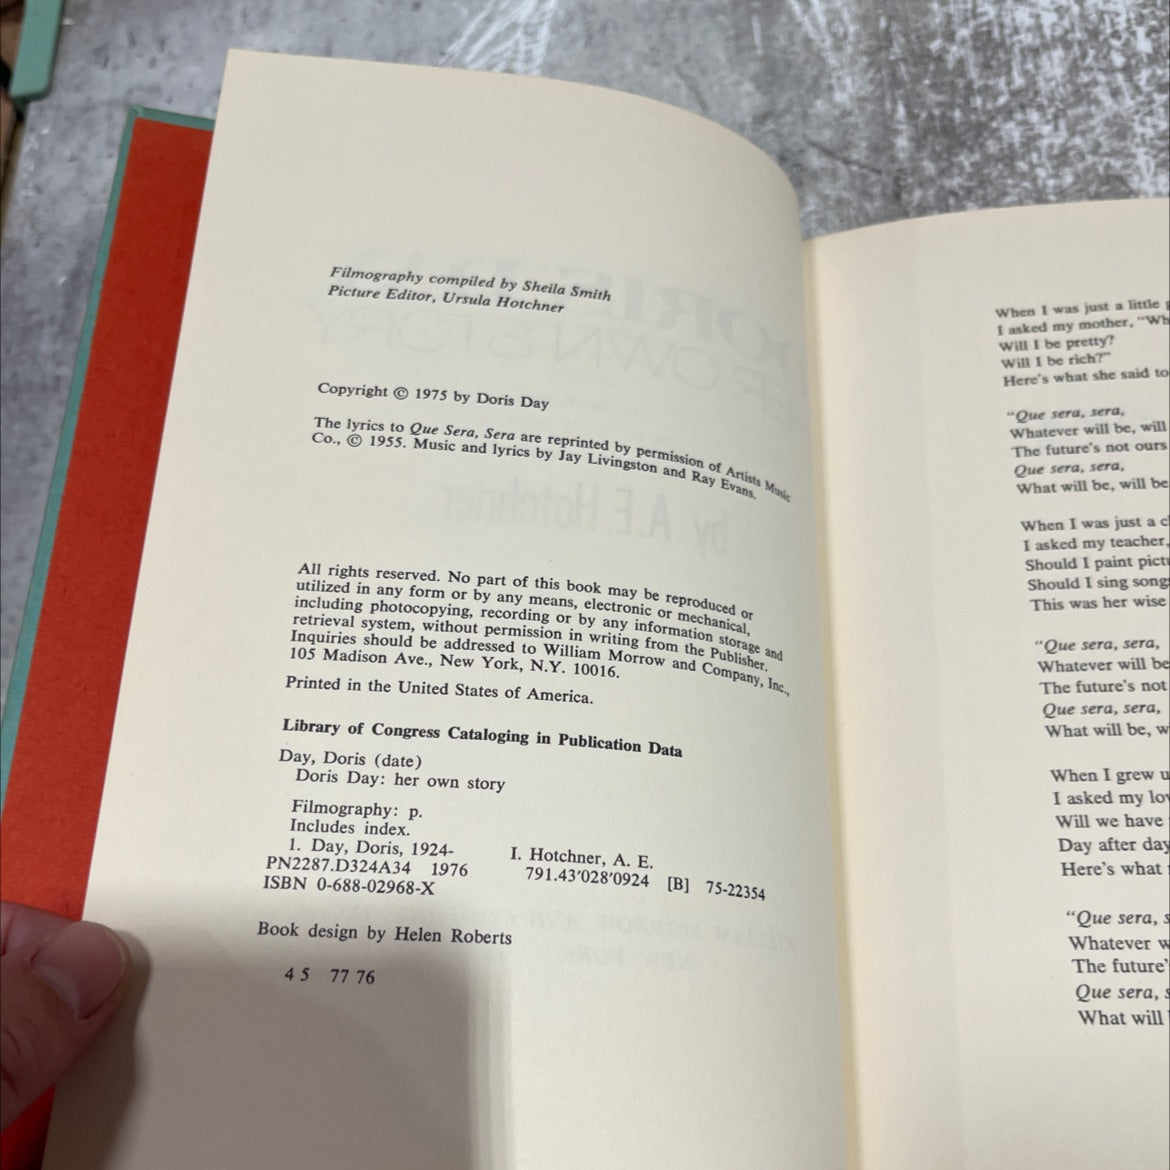 Filmography compiled by Sheila Smith
Picture Editor, Ursula Hotchner
Copyright © 1975 by Doris Day
The lyrics to Que Sera, Sera are reprinted by permission of Artists Music
Co., © 1955. Music and lyrics by Jay Livingston and Ray Evans.
by A.E. Hotchner
All rights reserved. No part of this book may be reproduced or
utilized in any form or by any means, electronic or mechanical,
including photocopying, recording or by any information storage and
retrieval system, without permission in writing from the Publisher.
Inquiries should be addressed to William Morrow and Company, Inc.,
105 Madison Ave., New York, N.Y. 10016.
Printed in the United States of America.
Library of Congress Cataloging in Publication Data
Day, Doris (date)
Doris Day: her own story
Filmography: p.
Includes index.
1. Day, Doris, 1924- I. Hotchner, A. E.
PN2287.D324A34 1976 791.43′028′0924 [B] 75-22354
ISBN 0-688-02968-X
Book design by Helen Roberts
4 5 77 76
When I was just a little
I asked my mother, “Wh
Will I be pretty?
Will I be rich?”
Here's what she said to
“Que sera, sera,
Whatever will be, will
The future's not ours
Que sera, sera,
What will be, will be
When I was just a c
I asked my teacher,
Should I paint pict
Should I sing song
This was her wise
“Que sera, sera,
Whatever will be
The future's not
Que sera, sera,
What will be, w
When I grew u
I asked my lo
Will we have
Day after day
Here's what
“Que sera, s
Whatever w
The future'
Que sera, s
What will